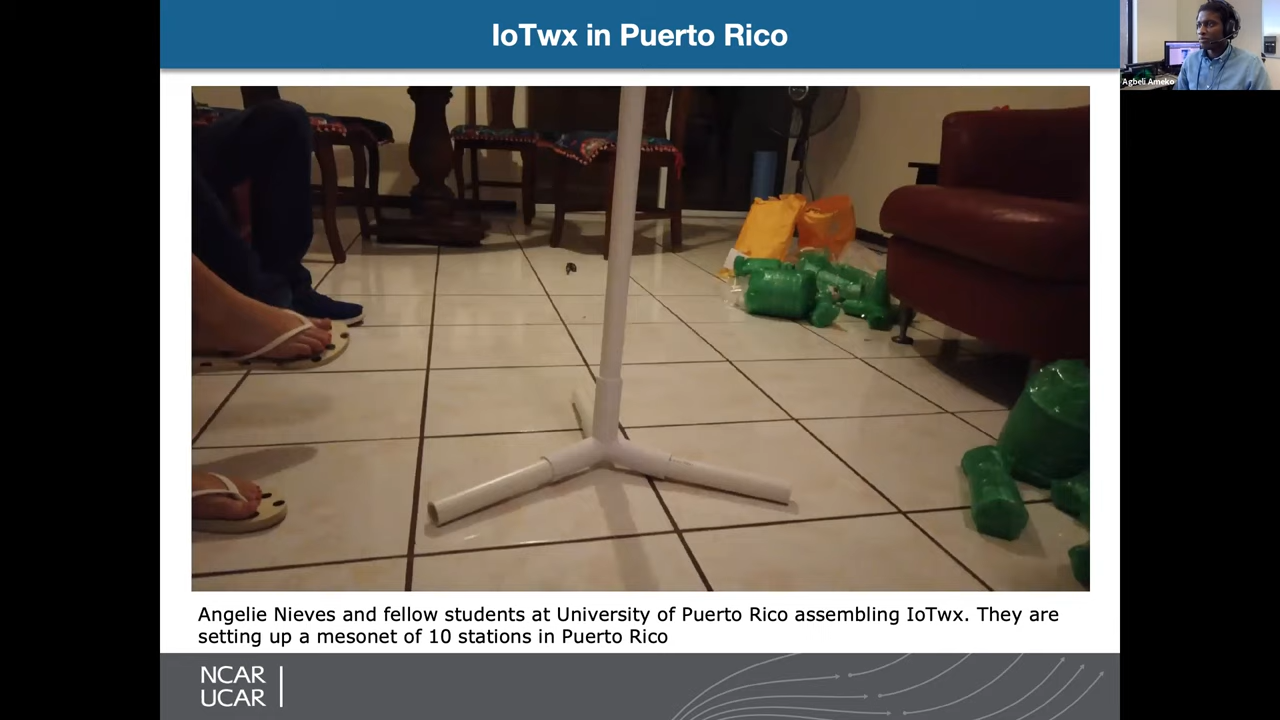 IoTwx in Puerto Rico
Agbeli Ameko
Angelie Nieves and fellow students at University of Puerto Rico assembling IoTwx. They are
setting up a mesonet of 10 stations in Puerto Rico
NCAR
UCAR